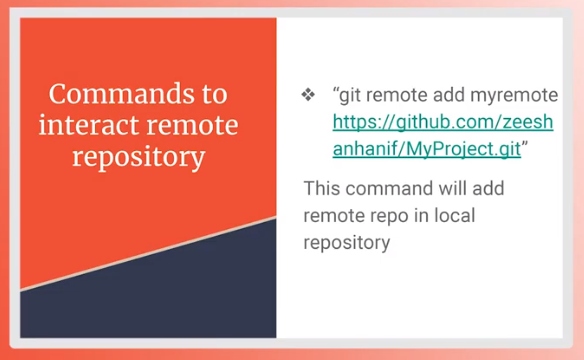 Commands to
interact remote
repository
❖ “git remote add myremote
https://github.com/zeesh
anhanif/MyProject.git”
This command will add
remote repo in local
repository